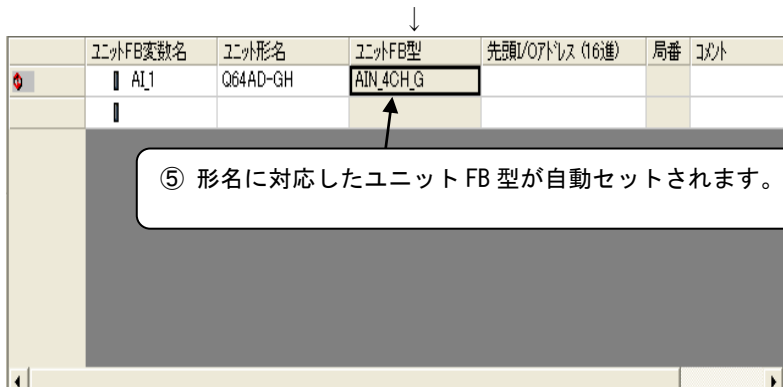 ↓
ユニットFB変数名 ユニット形名 ユニットFB型 先頭I/Oアドレス (16進) 局番 コメント
AI_1 Q64AD-GH AIN_4CH_G
⑤ 形名に対応したユニット FB 型が自動セットされます。